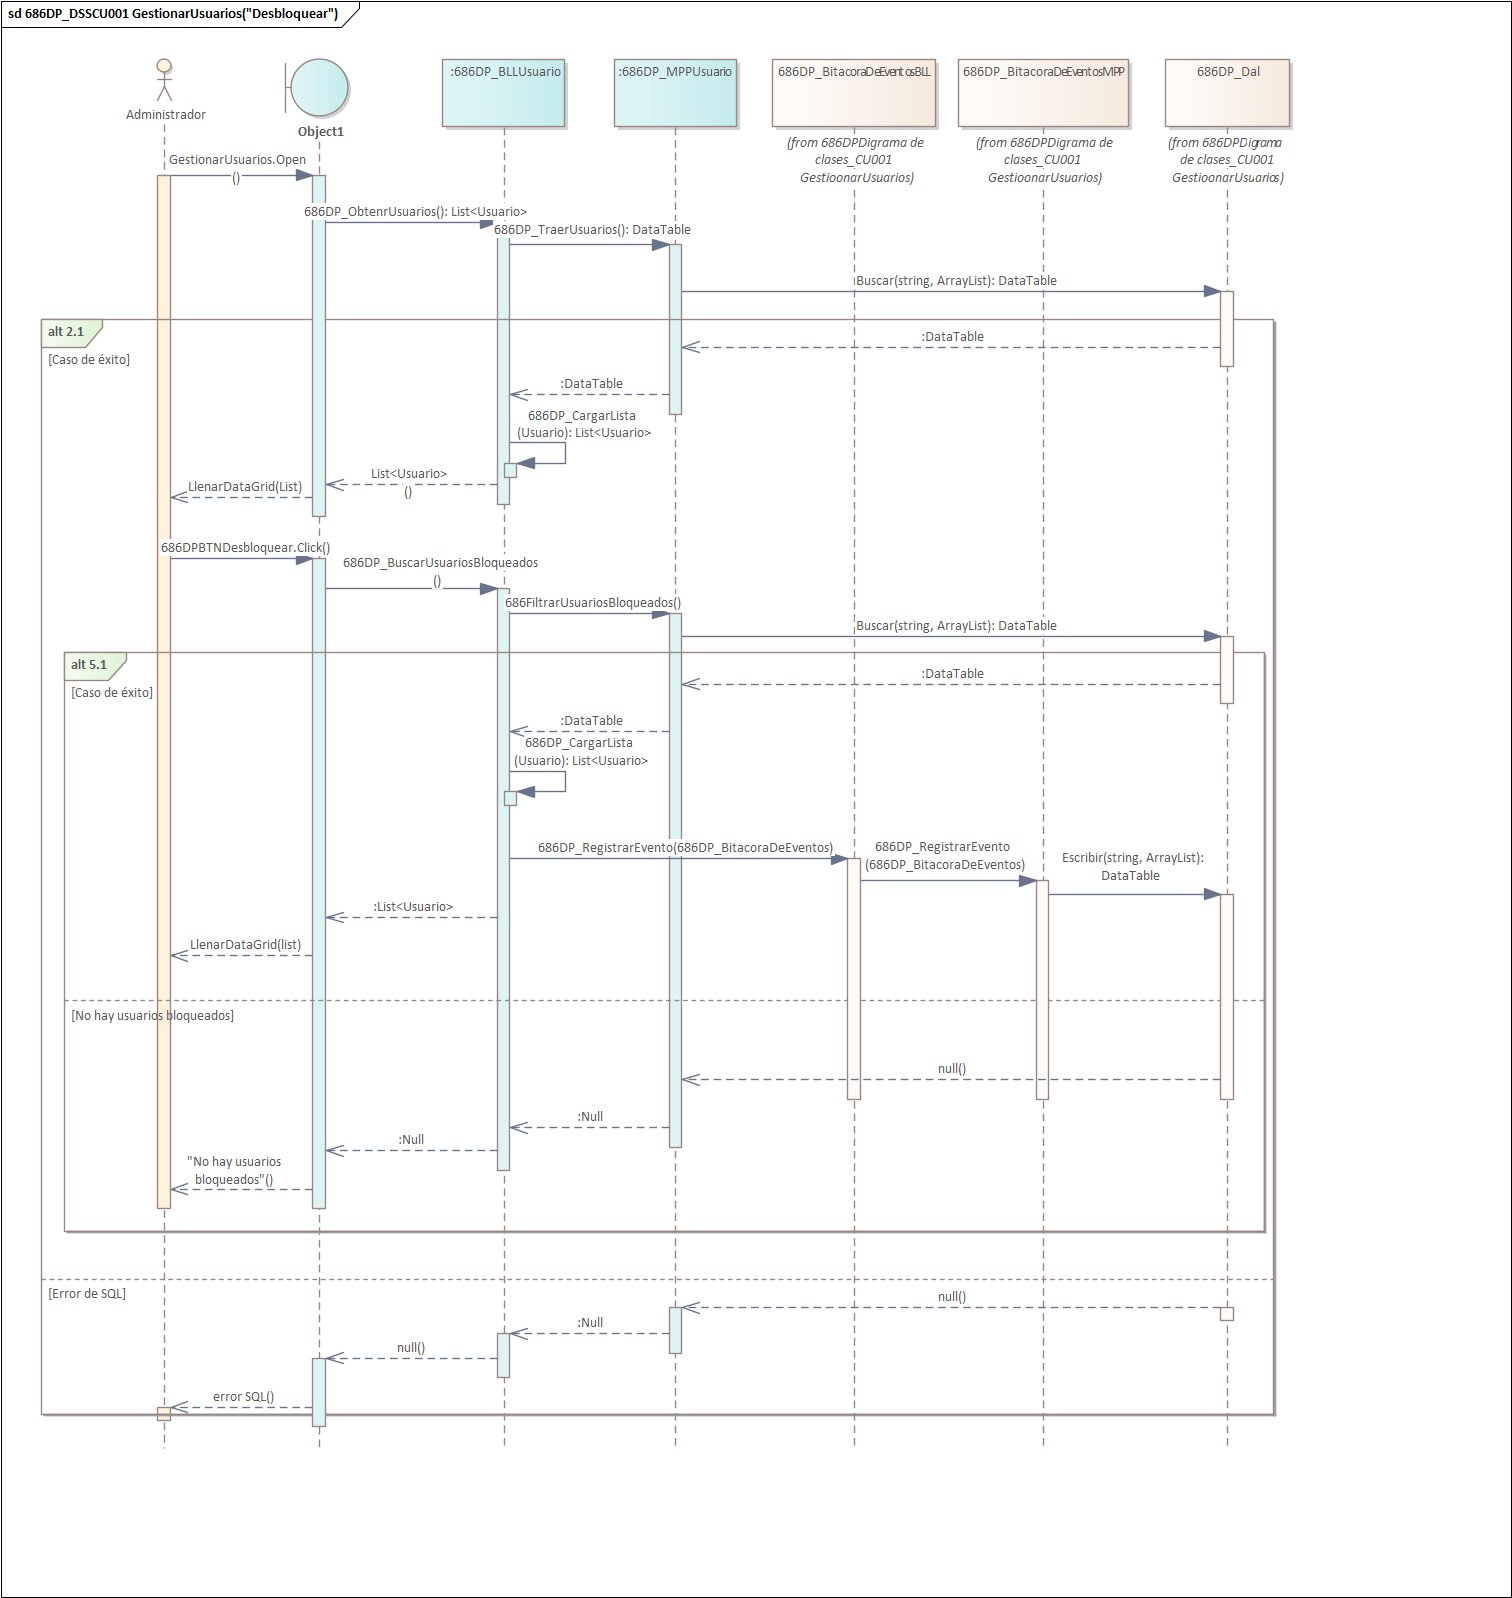 sd 686DP_DSSCU001 GestionarUsuarios("Desbloquear")
Administrador
Object1
:686DP_BLLUsuario
:686DP_MPPUsuario
686DP_BitacoraDeEventosBLL
(from 686DPDigrama de
clases_CU001
GestioonarUsuarios)
686DP_BitacoraDeEventosMPP
(from 686DPDigrama de
clases_CU001
GestioonarUsuarios)
686DP_Dal
(from 686DPDigrama
de clases_CU001
GestioonarUsuarios)
GestionarUsuarios.Open
()
686DP_ObtenrUsuarios(): List<Usuario>
686DP_TraerUsuarios(): DataTable
Buscar(string, ArrayList): DataTable
alt 2.1
[Caso de éxito]
:DataTable
:DataTable
686DP_CargarLista
(Usuario): List<Usuario>
List<Usuario>
()
LlenarDataGrid(List)
686DPBTNDesbloquear.Click()
686DP_BuscarUsuariosBloqueados
()
686FiltrarUsuariosBloqueados()
Buscar(string, ArrayList): DataTable
alt 5.1
[Caso de éxito]
:DataTable
:DataTable
686DP_CargarLista
(Usuario): List<Usuario>
686DP_RegistrarEvento(686DP_BitacoraDeEventos)
686DP_RegistrarEvento
(686DP_BitacoraDeEventos)
Escribir(string, ArrayList):
DataTable
:List<Usuario>
LlenarDataGrid(list)
[No hay usuarios bloqueados]
null()
:Null
:Null
"No hay usuarios
bloqueados"()
[Error de SQL]
null()
:Null
null()
error SQL()